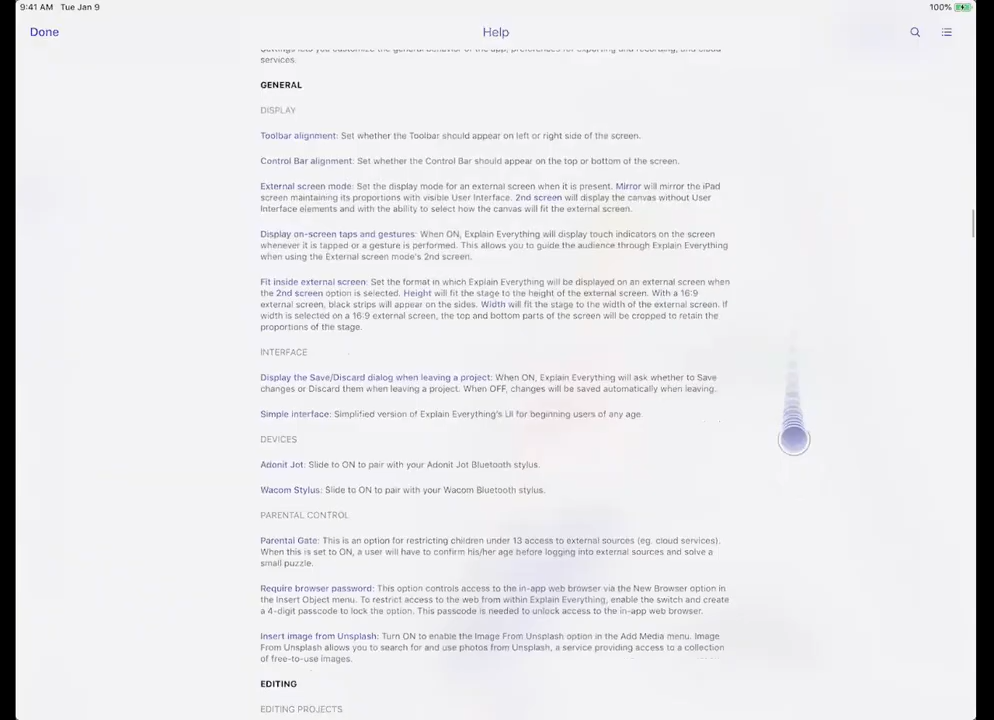 9:41 AM Tue Jan 9
100%
Done
Help
Settings lets you customize the general behavior of the app, preferences for exporting and recording, and cloud
services.
GENERAL
DISPLAY
Toolbar alignment: Set whether the Toolbar should appear on left or right side of the screen.
Control Bar alignment: Set whether the Control Bar should appear on the top or bottom of the screen.
External screen mode: Set the display mode for an external screen when it is present. Mirror will mirror the iPad
screen maintaining its proportions with visible User Interface. 2nd screen will display the canvas without User
Interface elements and with the ability to select how the canvas will fit the external screen.
Display on-screen taps and gestures: When ON, Explain Everything will display touch indicators on the screen
whenever it is tapped or a gesture is performed. This allows you to guide the audience through Explain Everything
when using the External screen mode's 2nd screen.
Fit inside external screen: Set the format in which Explain Everything will be displayed on an external screen when
the 2nd screen option is selected. Height will fit the stage to the height of the external screen. With a 16:9
external screen, black strips will appear on the sides. Width will fit the stage to the width of the external screen. If
width is selected on a 16:9 external screen, the top and bottom parts of the screen will be cropped to retain the
proportions of the stage.
INTERFACE
Display the Save/Discard dialog when leaving a project: When ON, Explain Everything will ask whether to Save
changes or Discard them when leaving a project. When OFF, changes will be saved automatically when leaving.
Simple interface: Simplified version of Explain Everything's UI for beginning users of any age.
DEVICES
Adonit Jot: Slide to ON to pair with your Adonit Jot Bluetooth stylus.
Wacom Stylus: Slide to ON to pair with your Wacom Bluetooth stylus.
PARENTAL CONTROL
Parental Gate: This is an option for restricting children under 13 access to external sources (eg. cloud services).
When this is set to ON, a user will have to confirm his/her age before logging into external sources and solve a
small puzzle.
Require browser password: This option controls access to the in-app web browser via the New Browser option in
the Insert Object menu. To restrict access to the web from within Explain Everything, enable the switch and create
a 4-digit passcode to lock the option. This passcode is needed to unlock access to the in-app web browser.
Insert image from Unsplash: Turn ON to enable the Image From Unsplash option in the Add Media menu. Image
From Unsplash allows you to search for and use photos from Unsplash, a service providing access to a collection
of free-to-use images.
EDITING
EDITING PROJECTS